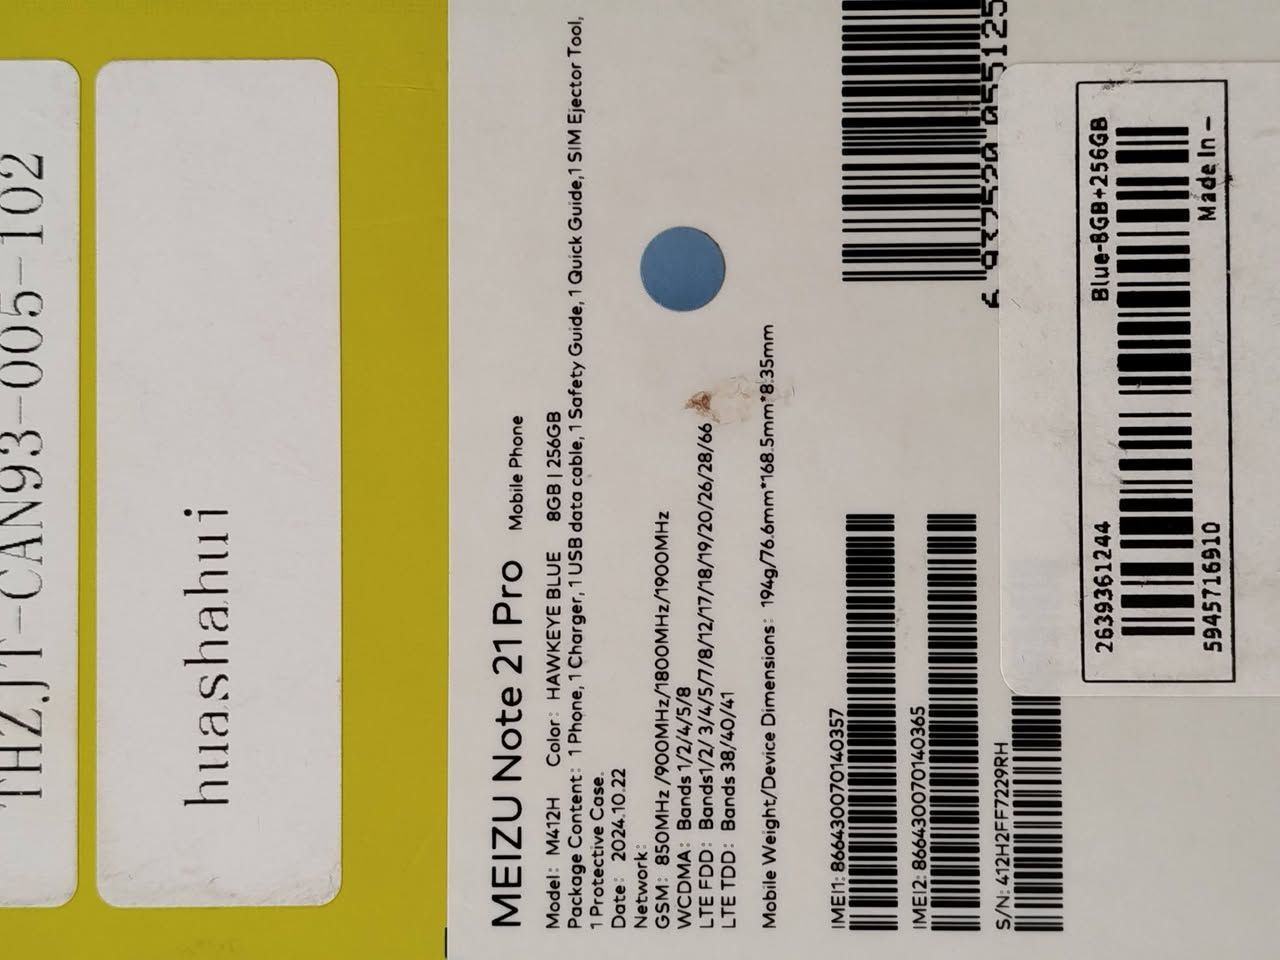 THZJT-CAN93-005-102
huashahui
MEIZU Note 21 Pro Mobile Phone
Model: M412H Color: HAWKEYE BLUE 8GB | 256GB
Package Content: 1 Phone, 1 Charger, 1 USB data cable, 1 Safety Guide, 1 Quick Guide,1 SIM Ejector Tool,
1 Protective Case.
Date: 2024.10.22
Network:
GSM: 850MHz /900MHz/1800MHz/1900MHz
WCDMA: Bands 1/2/4/5/8
LTE FDD: Bands1/2/ 3/4/5/7/8/12/17/18/19/20/26/28/66
LTE TDD: Bands 38/40/41
Mobile Weight/Device Dimensions: 194g/76.6mm*168.5mm*8.35mm
IMEI1: 866430070140357
IMEI2: 866430070140365
S/N: 412H2FF7229RH
2639361244 Blue-8GB+256GB
5945716910 Made In -